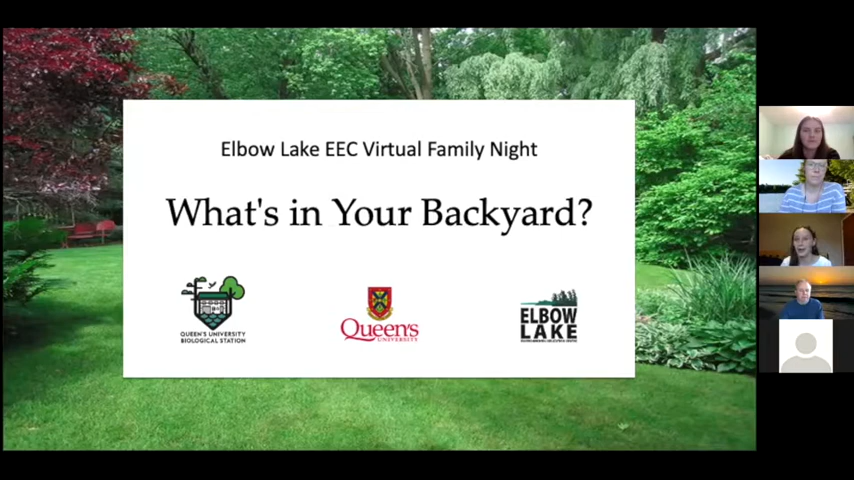 Elbow Lake EEC Virtual Family Night
What's in Your Backyard?
QUEEN'S UNIVERSITY
BIOLOGICAL STATION
Queen's
UNIVERSITY
ELBOW
LAKE